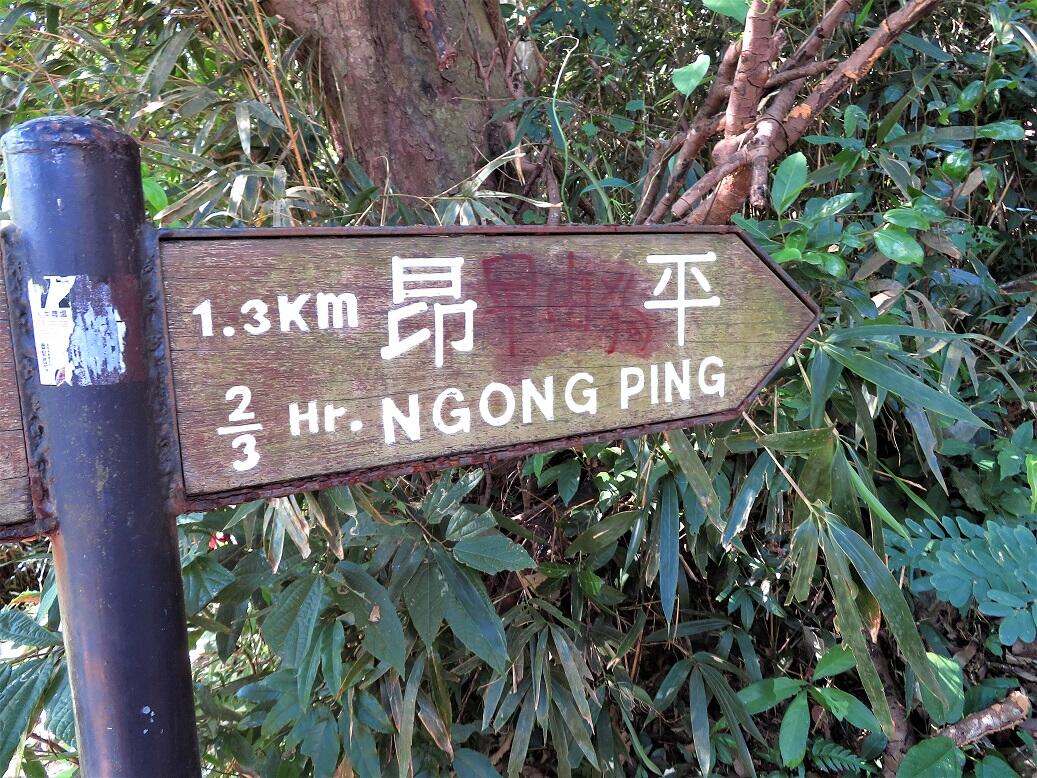 1.3Km 昂 平
2/3 Hr. NGONG PING